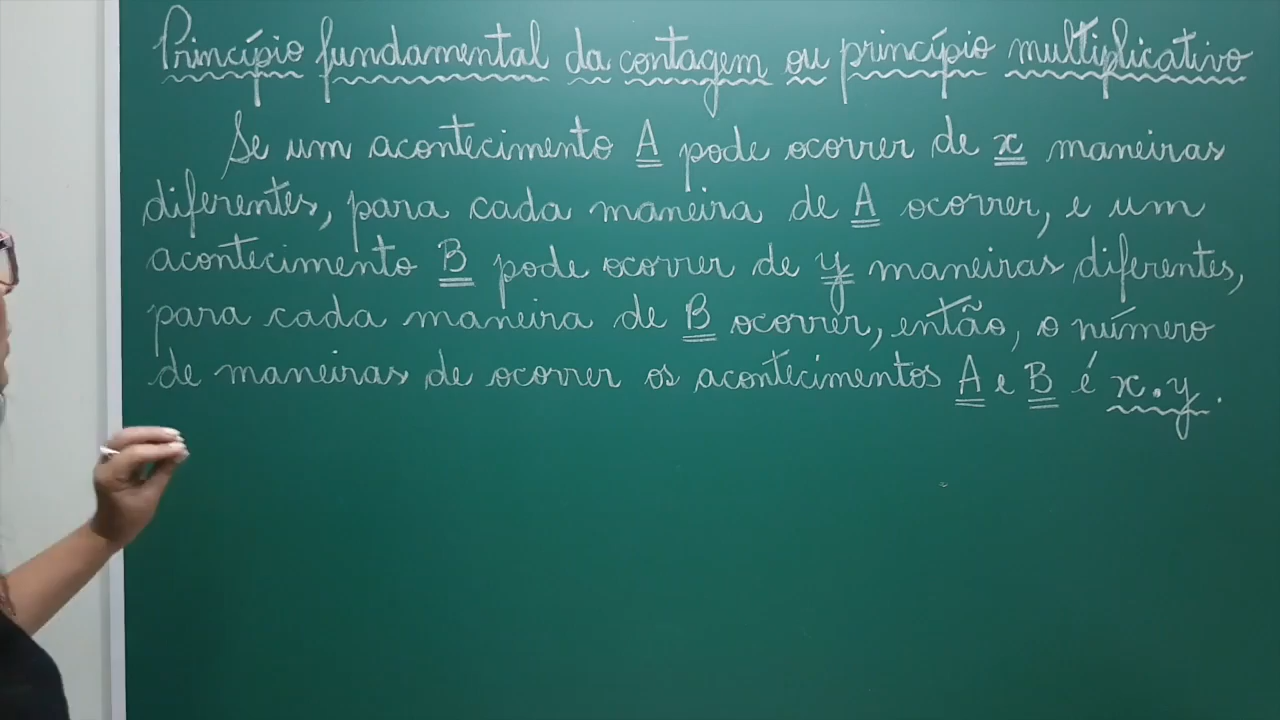 Princípio fundamental da contagem ou princípio multiplicativo
Se um acontecimento A pode ocorrer de x maneiras
diferentes, para cada maneira de A ocorrer, e um
acontecimento B pode ocorrer de y maneiras diferentes,
para cada maneira de B ocorrer, então, o número
de maneiras de ocorrer os acontecimentos A e B é x.y.